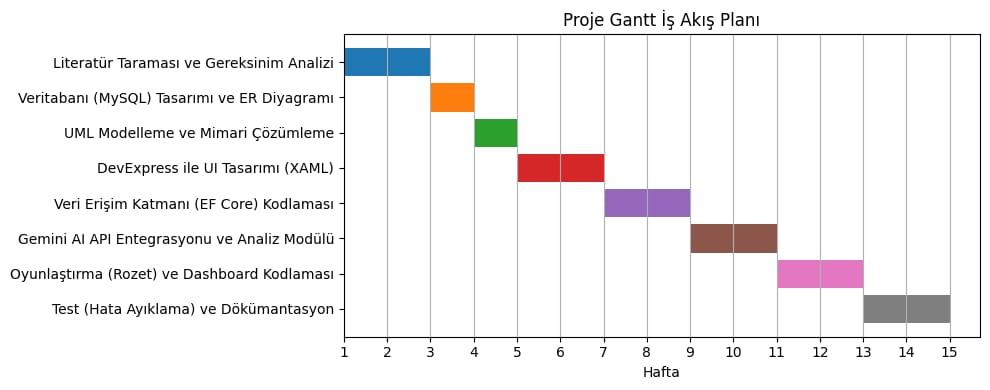 Proje Gantt İş Akış Planı
Literatür Taraması ve Gereksinim Analizi
Veritabanı (MySQL) Tasarımı ve ER Diyagramı
UML Modelleme ve Mimari Çözümleme
DevExpress ile UI Tasarımı (XAML)
Veri Erişim Katmanı (EF Core) Kodlaması
Gemini AI API Entegrasyonu ve Analiz Modülü
Oyunlaştırma (Rozet) ve Dashboard Kodlaması
Test (Hata Ayıklama) ve Dökümantasyon
1 2 3 4 5 6 7 8 9 10 11 12 13 14 15
Hafta